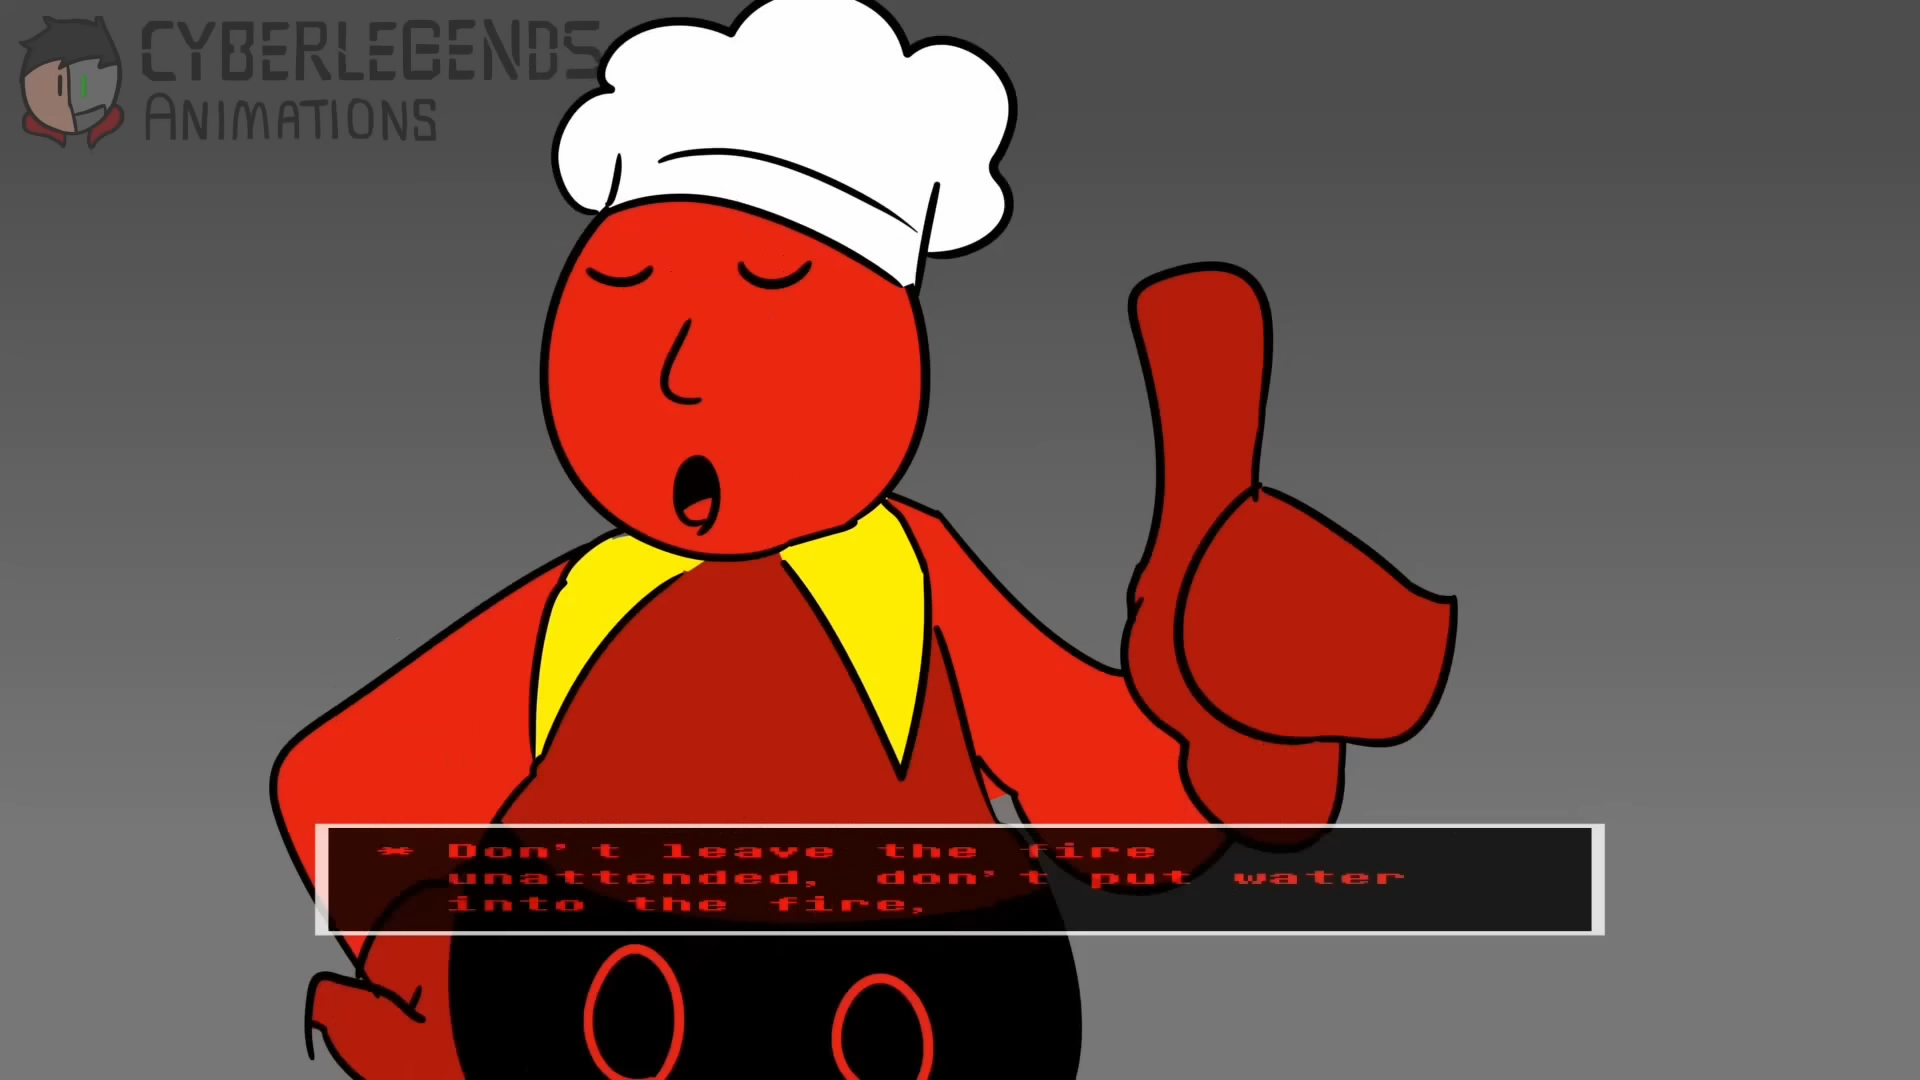 CYBERLEGENDS
ANIMATIONS
* Don't leave the fire
unattended, don't put water
into the fire,